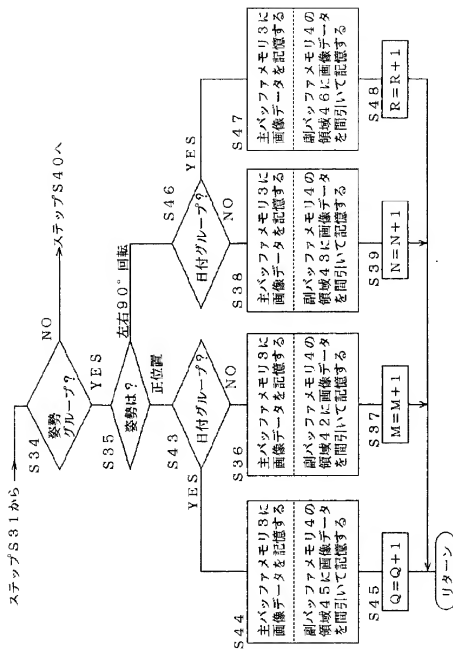 ステップS31から
S34
姿勢
グループ?
NO
ステップS40へ
YES
S35
姿勢は?
左右90°回転
正位置
S43
日付グループ?
YES
NO
S46
日付グループ?
YES
NO
S44
主バッファメモリ3に
画像データを記憶する
副バッファメモリ4の
領域45に画像データ
を間引いて記憶する
S36
主バッファメモリ3に
画像データを記憶する
副バッファメモリ4の
領域42に画像データ
を間引いて記憶する
S38
主バッファメモリ3に
画像データを記憶する
副バッファメモリ4の
領域43に画像データ
を間引いて記憶する
S47
主バッファメモリ3に
画像データを記憶する
副バッファメモリ4の
領域46に画像データ
を間引いて記憶する
S45
Q=Q+1
S37
M=M+1
S39
N=N+1
S48
R=R+1
リターン